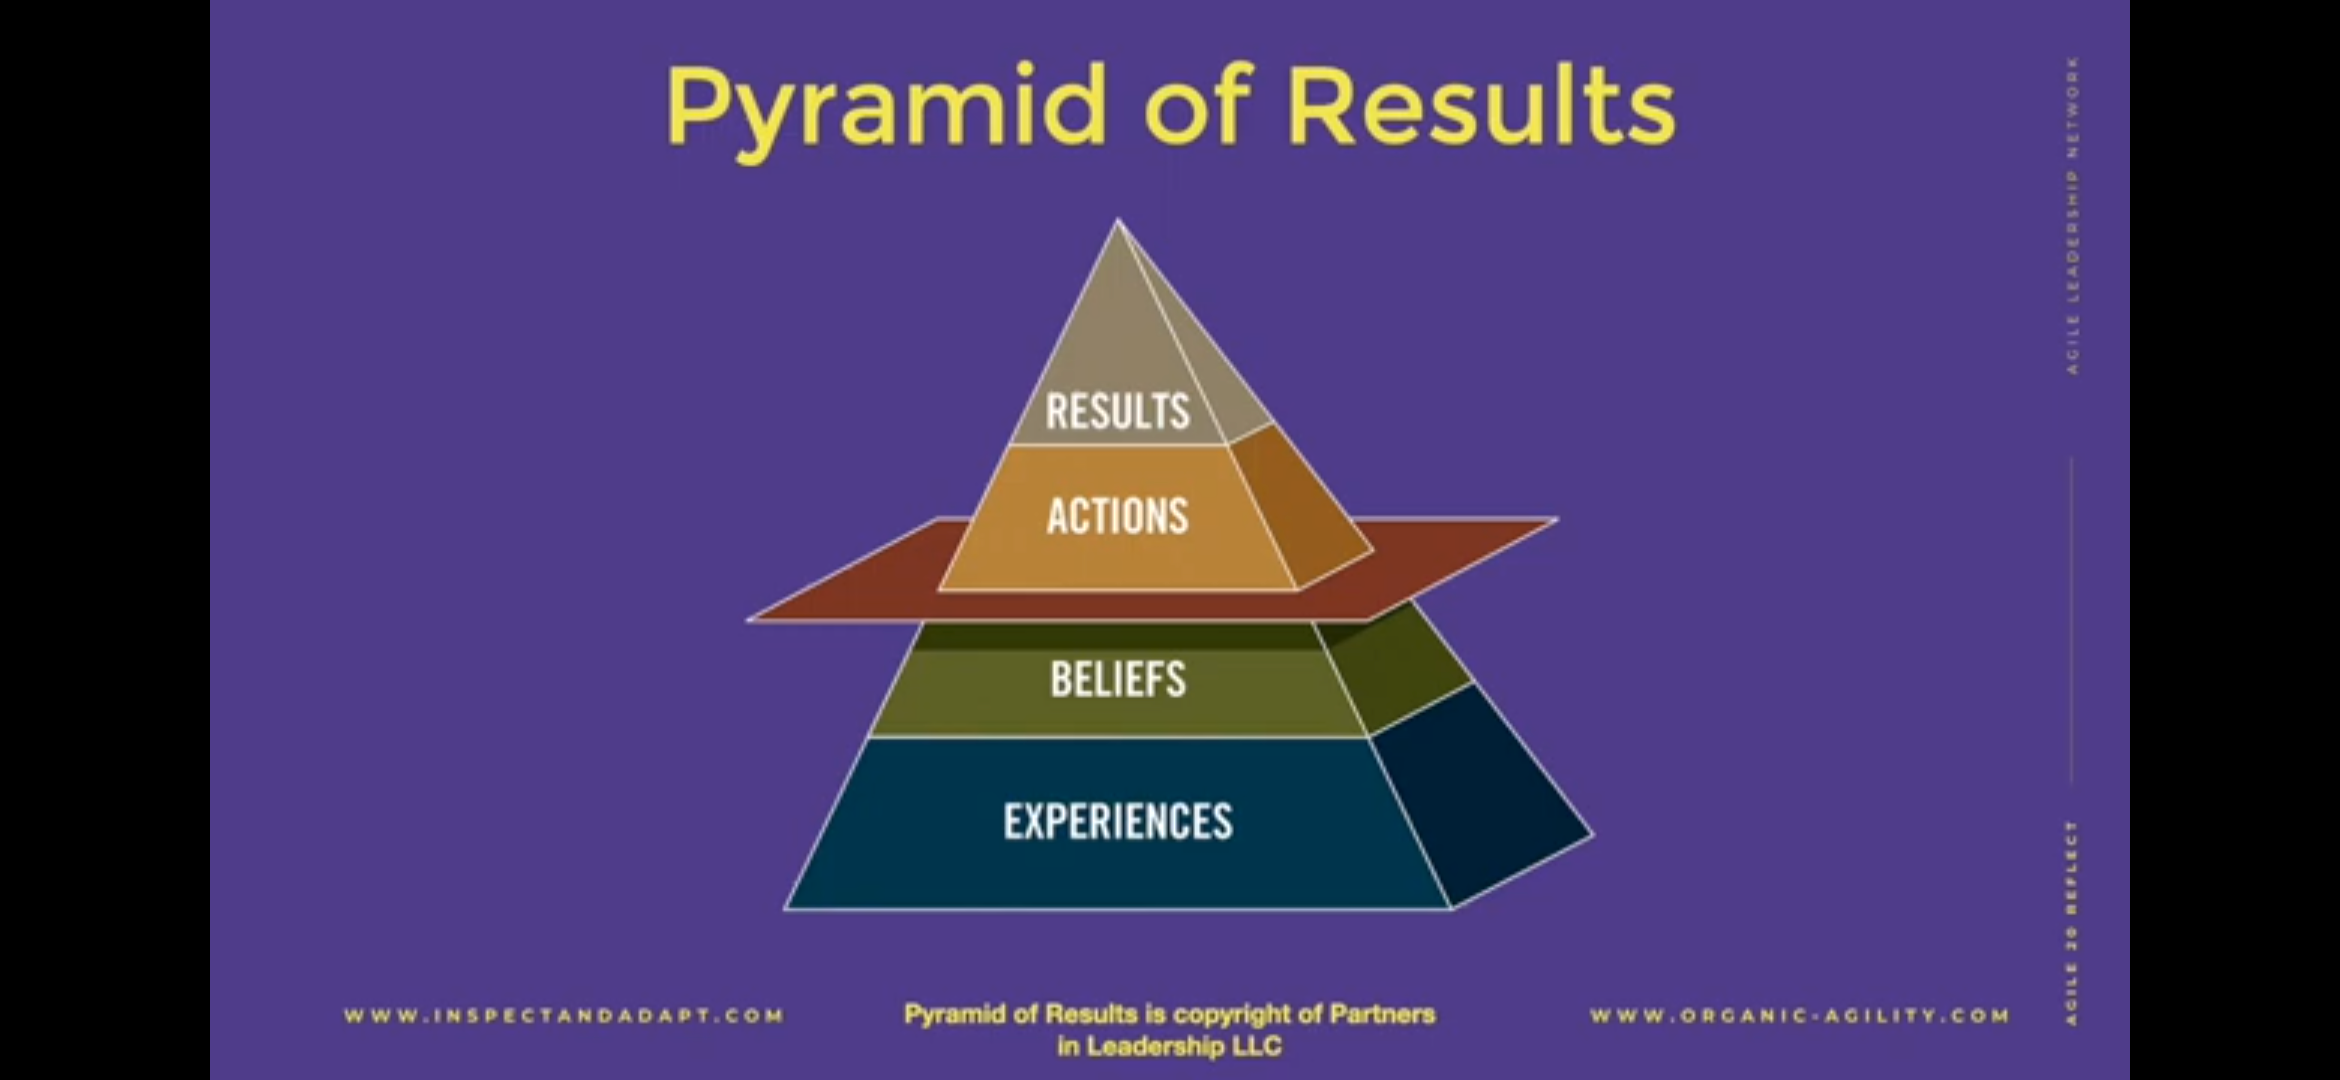 Pyramid of Results
RESULTS
ACTIONS
BELIEFS
EXPERIENCES
WWW.INSPECTANDADAPT.COM
Pyramid of Results is copyright of Partners
in Leadership LLC
WWW.ORGANIC-AGILITY.COM
AGILE LEADERSHIP NETWORK
AGILE 20 REFLECT